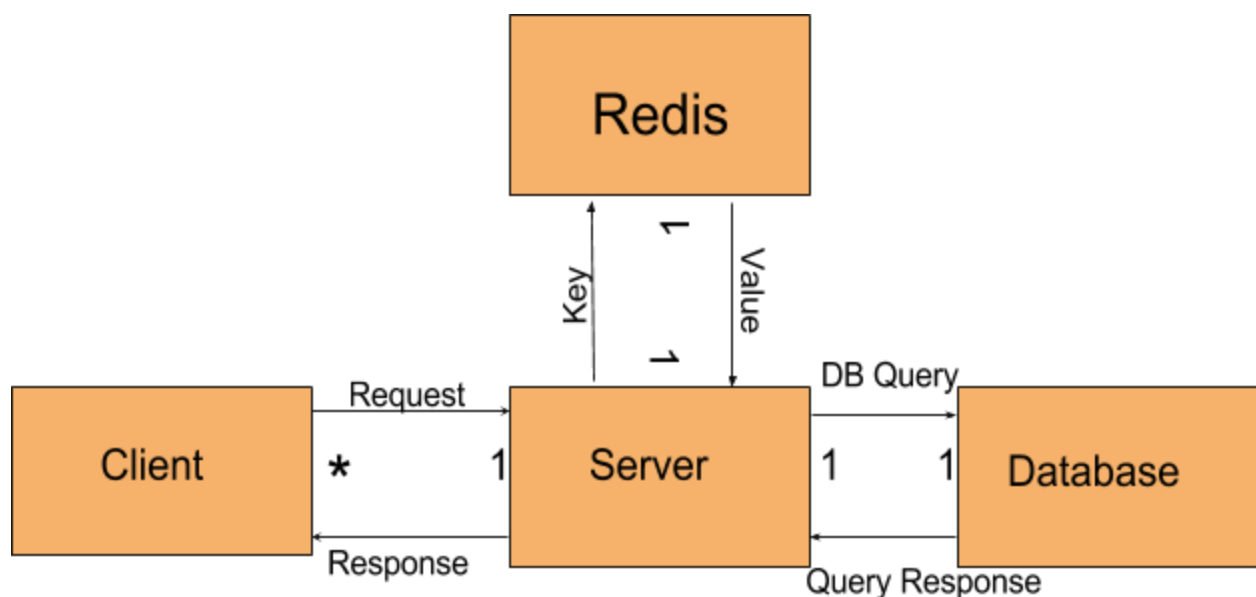 Redis
1
Key
Value
1
DB Query
Request
Client
*
1
Server
1
1
Database
Response
Query Response